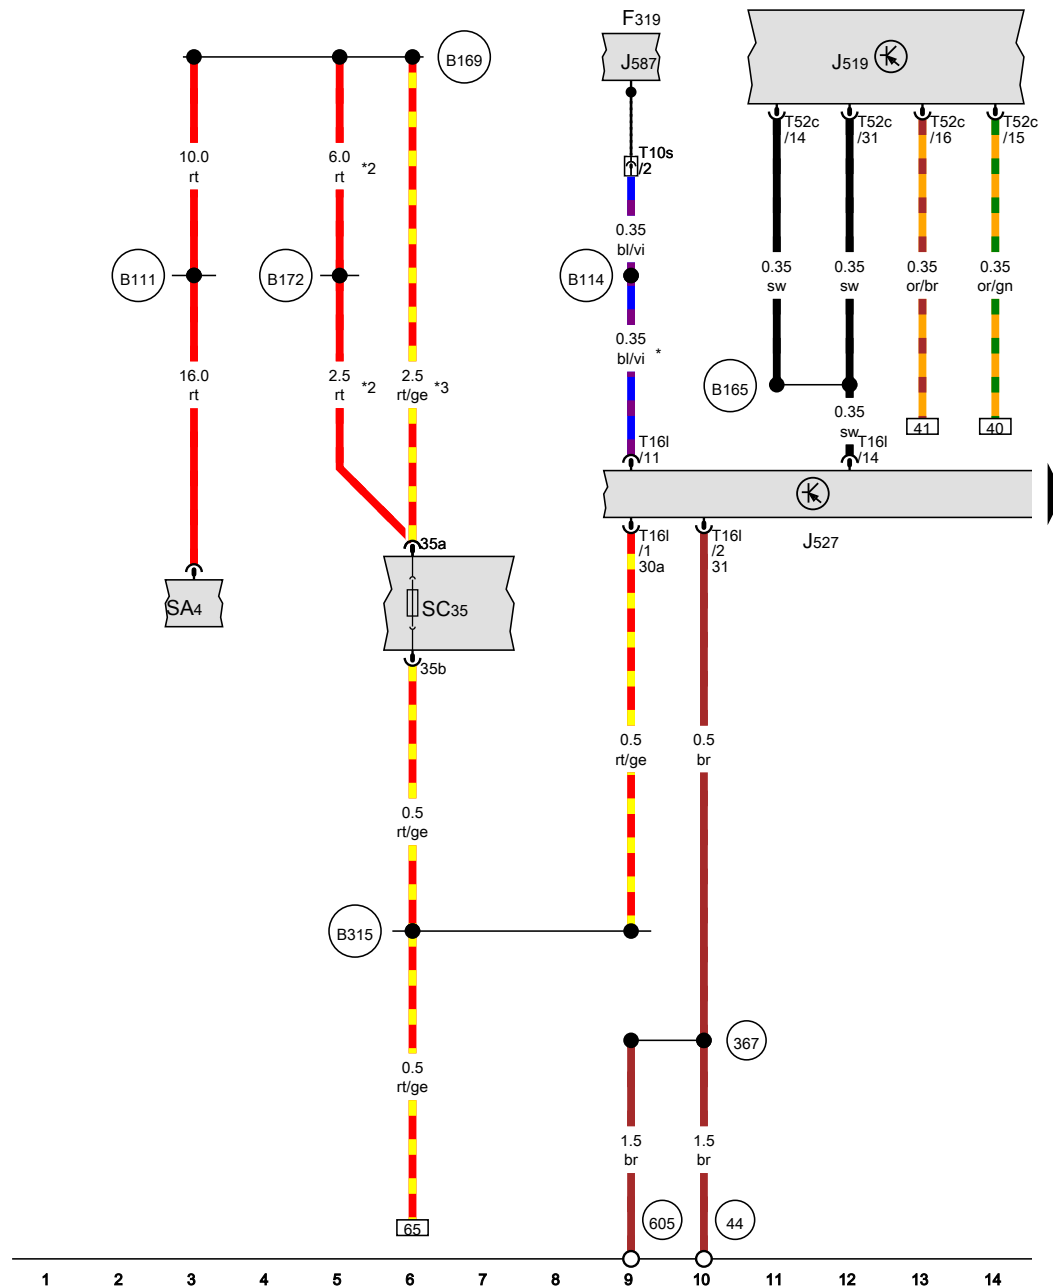 F319
J587
J519
B169
T10s
/2
T52c
/14
T52c
/31
T52c
/16
T52c
/15
10.0
rt
6.0
rt
*2
0.35
bl/vi
0.35
sw
0.35
sw
0.35
or/br
0.35
or/gn
B111
B172
B114
16.0
rt
2.5
rt
*2
2.5
rt/ge
*3
0.35
bl/vi
*
B165
0.35
sw
41
40
T16l
/11
T16l
/14
J527
35a
T16l
/1
30a
T16l
/2
31
SA4
SC35
35b
0.5
rt/ge
0.5
br
0.5
rt/ge
B315
367
0.5
rt/ge
1.5
br
1.5
br
65
605
44
1 2 3 4 5 6 7 8 9 10 11 12 13 14